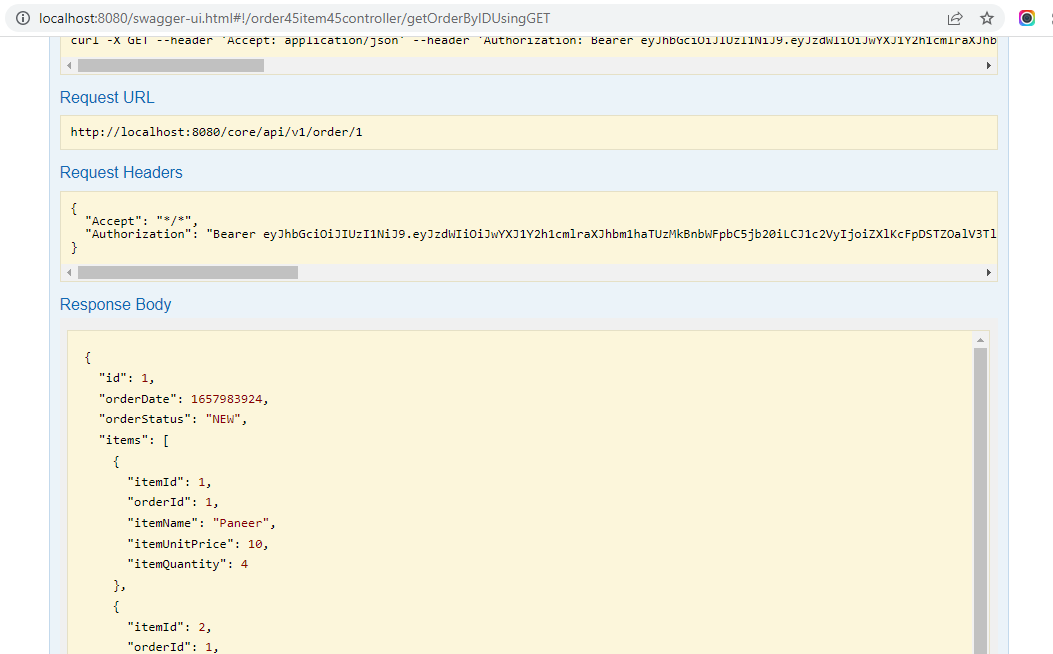 localhost:8080/swagger-ui.html#!/order45item45controller/getOrderByIDUsingGET
curl -X GET --header 'Accept: application/json' --header 'Authorization: Bearer eyJhbGciOiJIUzI1NiJ9.eyJzdWIiOiJwYXJ1Y2h1cmlraXJhb
Request URL
http://localhost:8080/core/api/v1/order/1
Request Headers
{
"Accept": "*/*",
"Authorization": "Bearer eyJhbGciOiJIUzI1NiJ9.eyJzdWIiOiJwYXJ1Y2h1cmlraXJhbm1haTUzMkBnbWFpbC5jb20iLCJ1c2VyIjoiZXlKcFpDSTZOalV3Tl
}
Response Body
{
"id": 1,
"orderDate": 1657983924,
"orderStatus": "NEW",
"items": [
{
"itemId": 1,
"orderId": 1,
"itemName": "Paneer",
"itemUnitPrice": 10,
"itemQuantity": 4
},
{
"itemId": 2,
"orderId": 1,